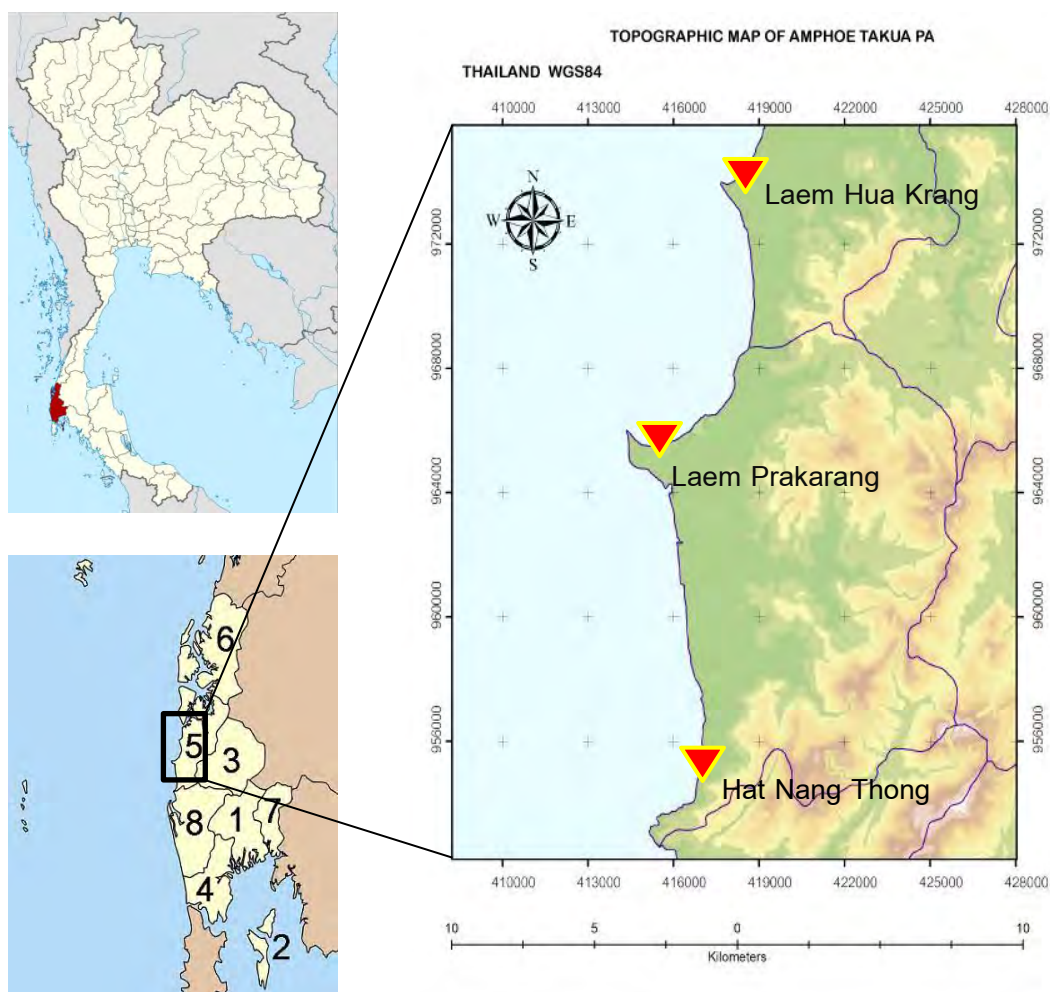 TOPOGRAPHIC MAP OF AMPHOE TAKUA PA
THAILAND WGS84
410000 413000 416000 419000 422000 425000 428000
N
W E
S
Laem Hua Krang
972000 972000
968000 968000
Laem Prakarang
964000 964000
960000 960000
956000 956000
Hat Nang Thong
410000 413000 416000 419000 422000 425000 428000
10 5 0 10
Kilometers
6
5
3
8
1
7
4
2